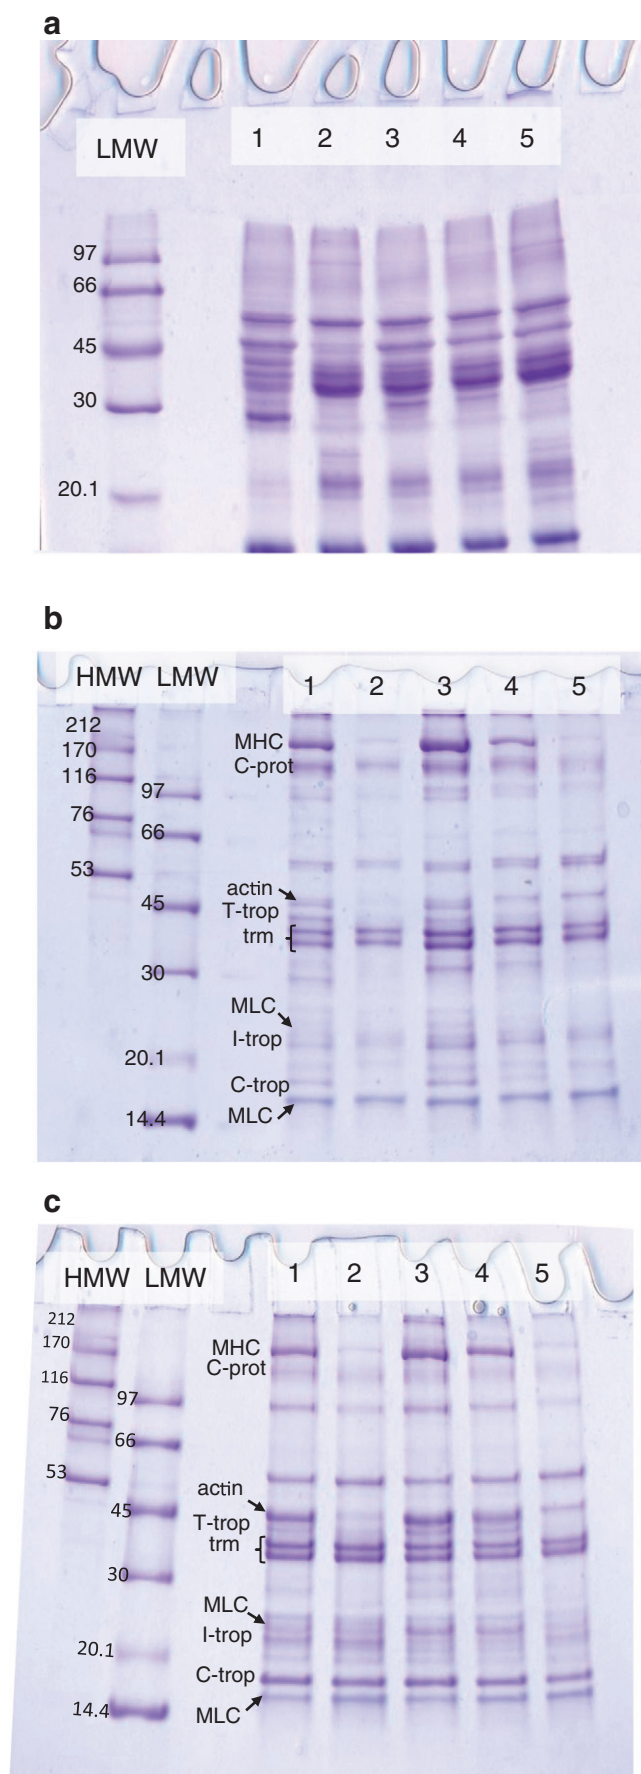 a
LMW 1 2 3 4 5
97
66
45
30
20.1
b
HMW LMW 1 2 3 4 5
212
170
116
76
53
97
66
45
30
20.1
14.4
MHC
C-prot
actin
T-trop
trm
MLC
I-trop
C-trop
MLC
c
HMW LMW 1 2 3 4 5
212
170
116
76
53
97
66
45
30
20.1
14.4
MHC
C-prot
actin
T-trop
trm
MLC
I-trop
C-trop
MLC